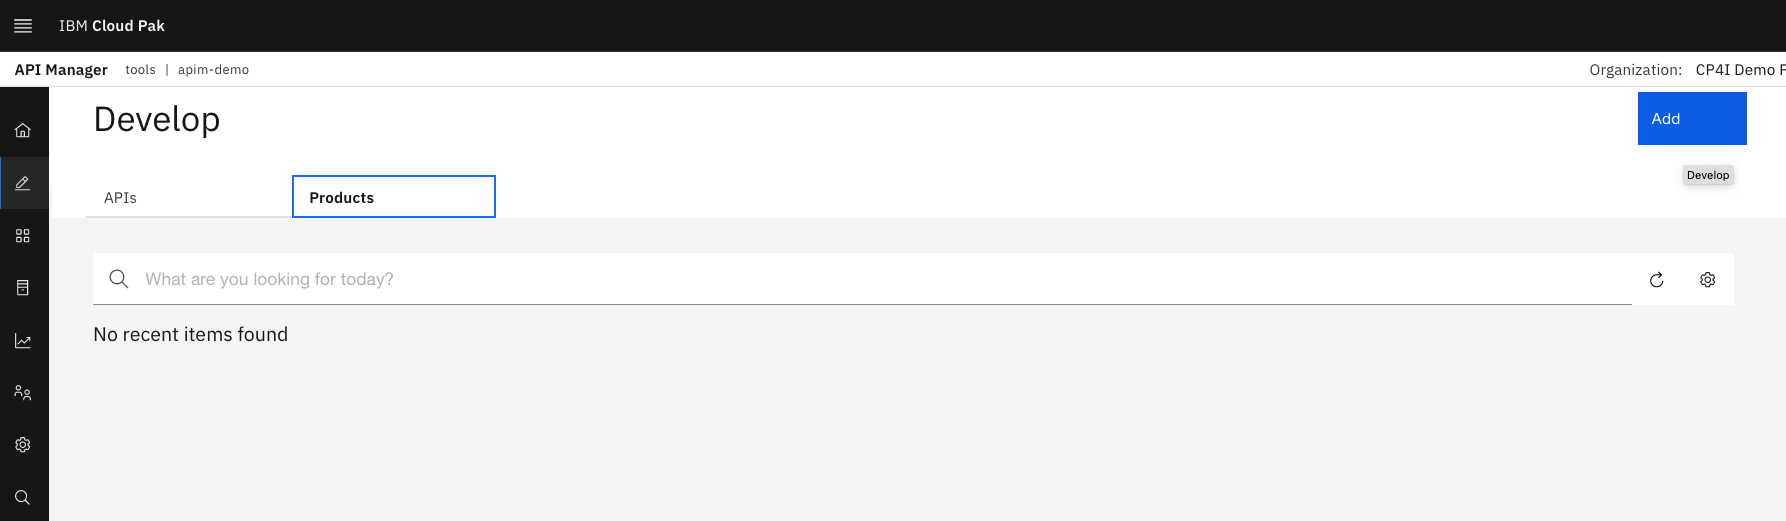 IBM Cloud Pak
API Manager tools | apim-demo Organization: CP4I Demo P
Develop
Add
Develop
APIs Products
What are you looking for today?
No recent items found